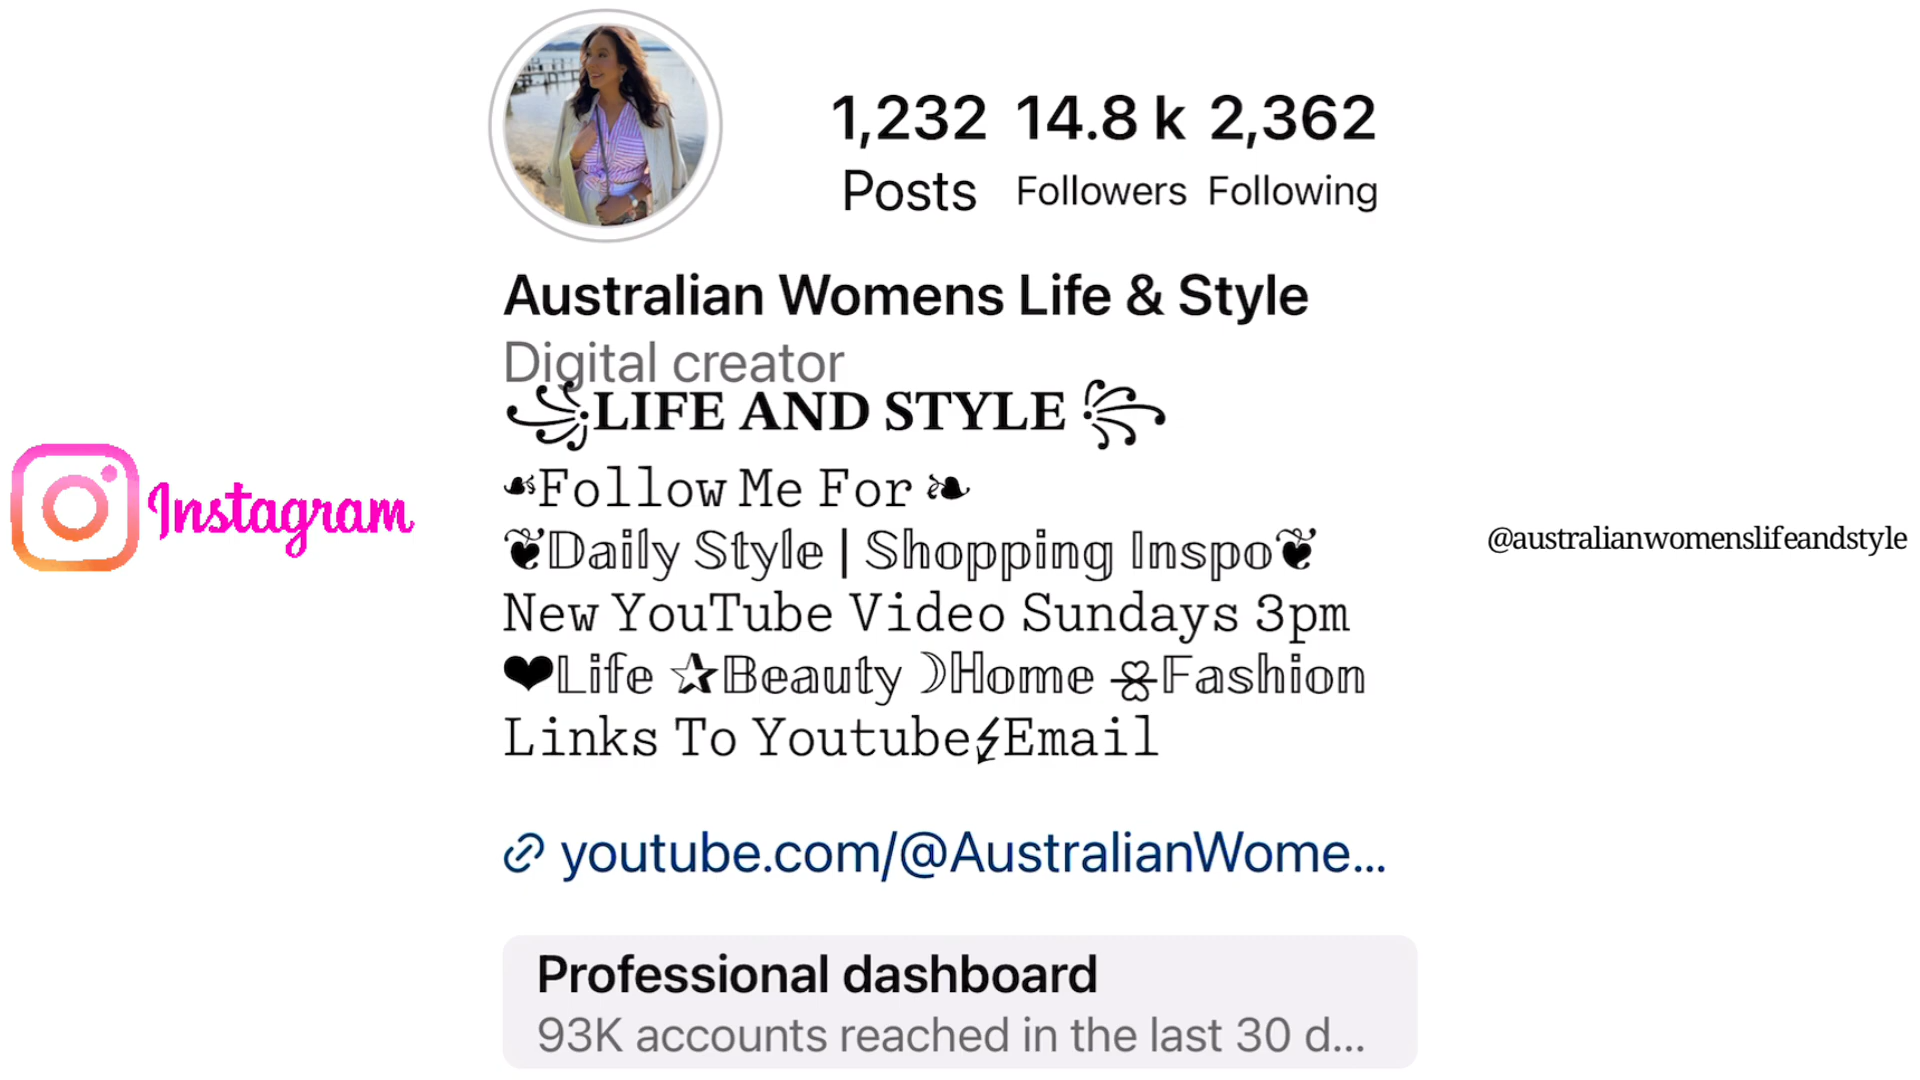 1,232 14.8 k 2,362
Posts Followers Following
Australian Womens Life & Style
Digital creator
꧁LIFE AND STYLE꧂
☙Follow Me For ❧
❦Daily Style | Shopping Inspo❦
New YouTube Video Sundays 3pm
❤Life ✰Beauty ☽Home ꕤFashion
Links To Youtube⚡Email
youtube.com/@AustralianWome...
Professional dashboard
93K accounts reached in the last 30 d...
Instagram
@australianwomenslifeandstyle